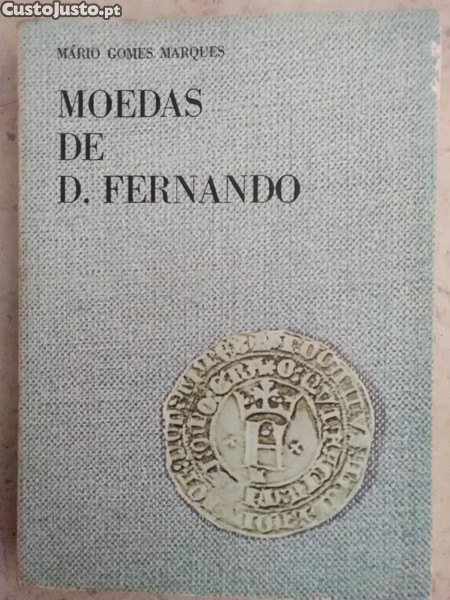 CustoJusto.pt
MÁRIO GOMES MARQUES
MOEDAS
DE
D. FERNANDO